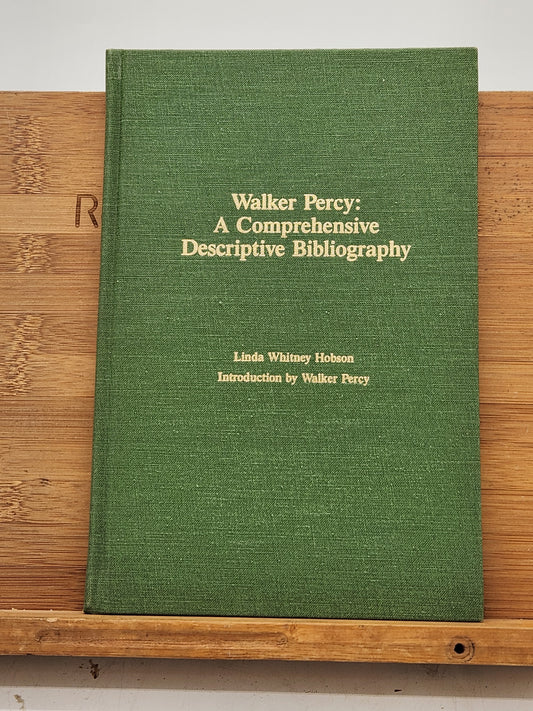 Walker Percy:
A Comprehensive
Descriptive Bibliography
Linda Whitney Hobson
Introduction by Walker Percy
R